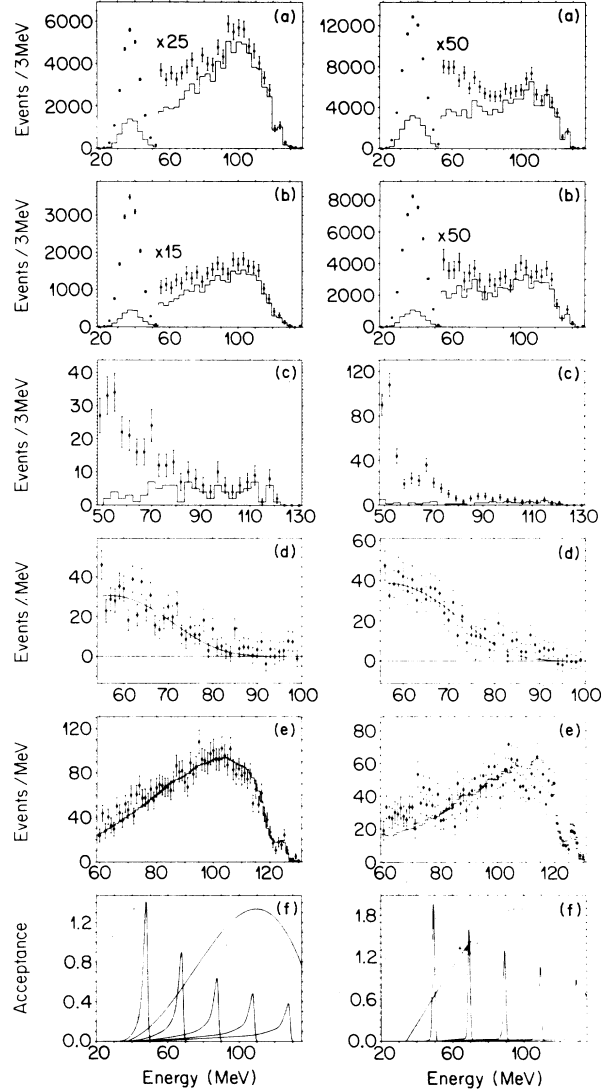 6000 (a) 12000 (a)
x25 x50
4000 8000
2000 4000
0 0
20 60 100 20 60 100
Events / 3MeV
(b) 8000 (b)
3000 6000
2000 x15 4000 x50
1000 2000
0 0
20 60 100 20 60 100
Events / 3MeV
40 (c) 120 (c)
30 80
20
10 40
0 0
50 70 90 110 130 50 70 90 110 130
Events / 3MeV
60 (d) 60 (d)
40 40
20 20
0 0
60 70 80 90 100 60 70 80 90 100
Events / MeV
120 (e) 80 (e)
80 60
40
40 20
0 0
60 80 100 120 60 80 100 120
Events / MeV
(f) 1.8 (f)
1.2
0.8 1.2
0.4 0.6
0 0.0
20 60 100 20 60 100
Acceptance
Energy (MeV) Energy (MeV)